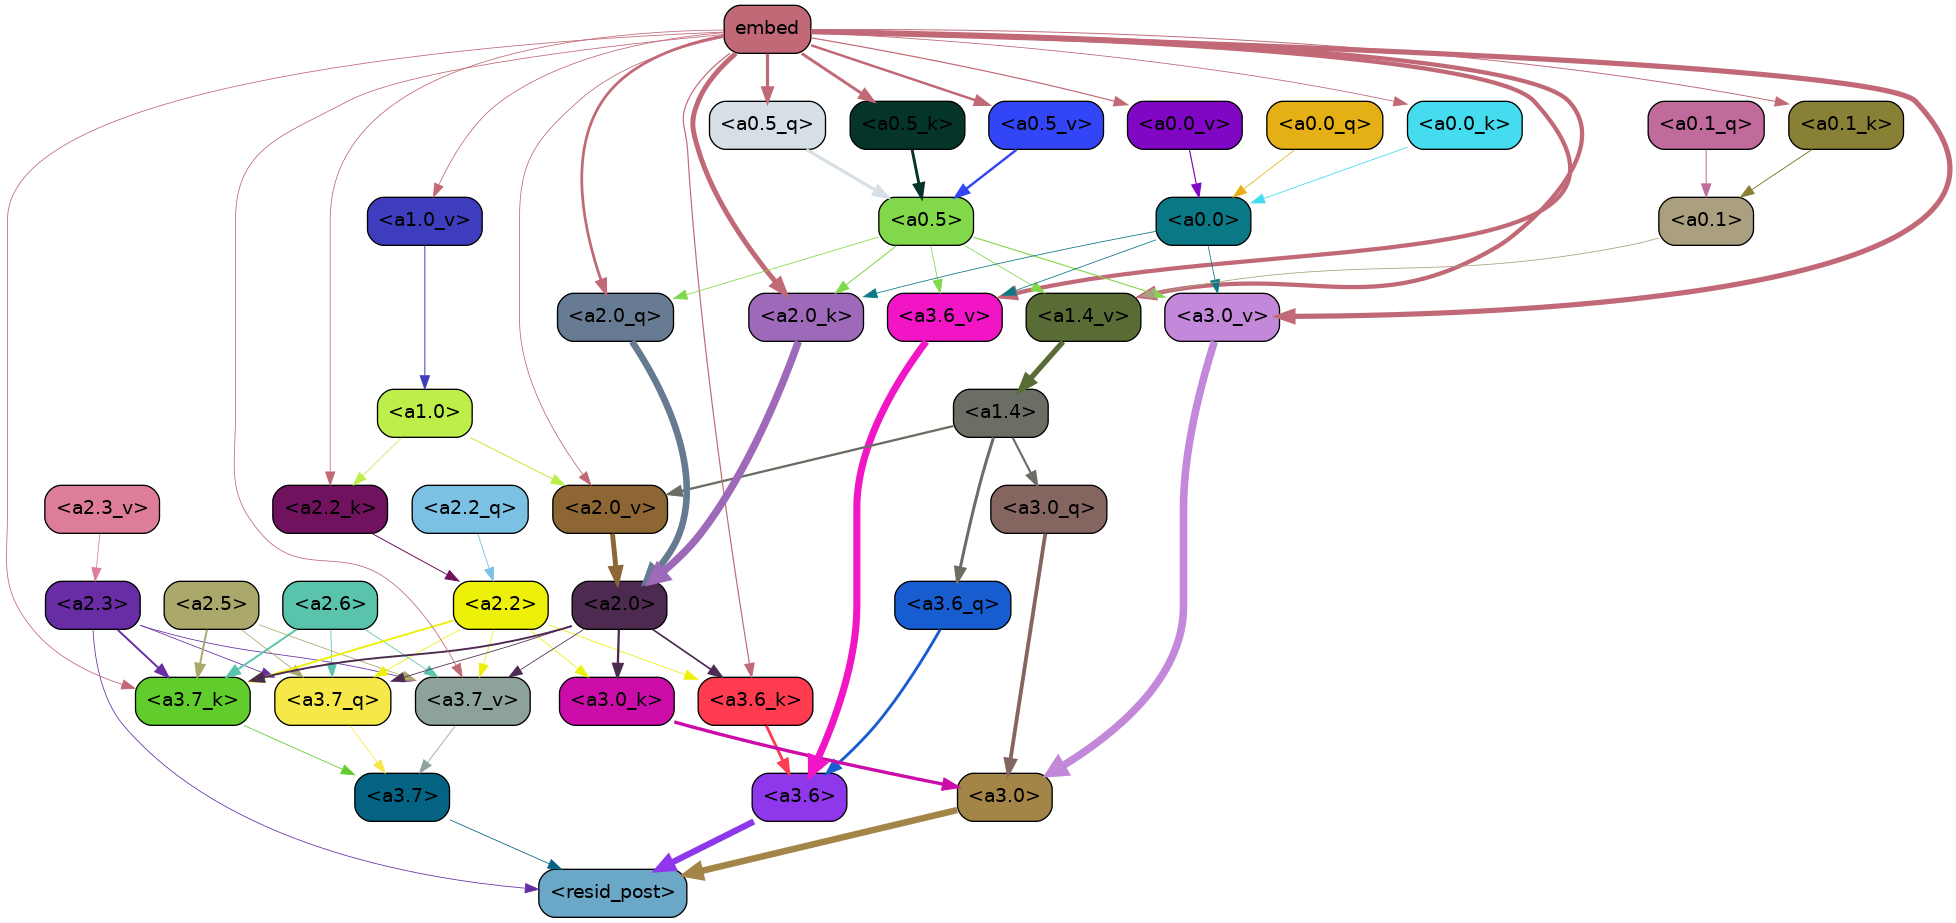 embed
<a0.5_q>
<a0.5_k>
<a0.5_v>
<a0.0_v>
<a0.0_q>
<a0.0_k>
<a0.1_q>
<a0.1_k>
<a1.0_v>
<a0.5>
<a0.0>
<a0.1>
<a2.0_q>
<a2.0_k>
<a3.6_v>
<a1.4_v>
<a3.0_v>
<a1.0>
<a1.4>
<a2.3_v>
<a2.2_k>
<a2.2_q>
<a2.0_v>
<a3.0_q>
<a2.3>
<a2.5>
<a2.6>
<a2.2>
<a2.0>
<a3.6_q>
<a3.7_k>
<a3.7_q>
<a3.7_v>
<a3.0_k>
<a3.6_k>
<a3.7>
<a3.6>
<a3.0>
<resid_post>